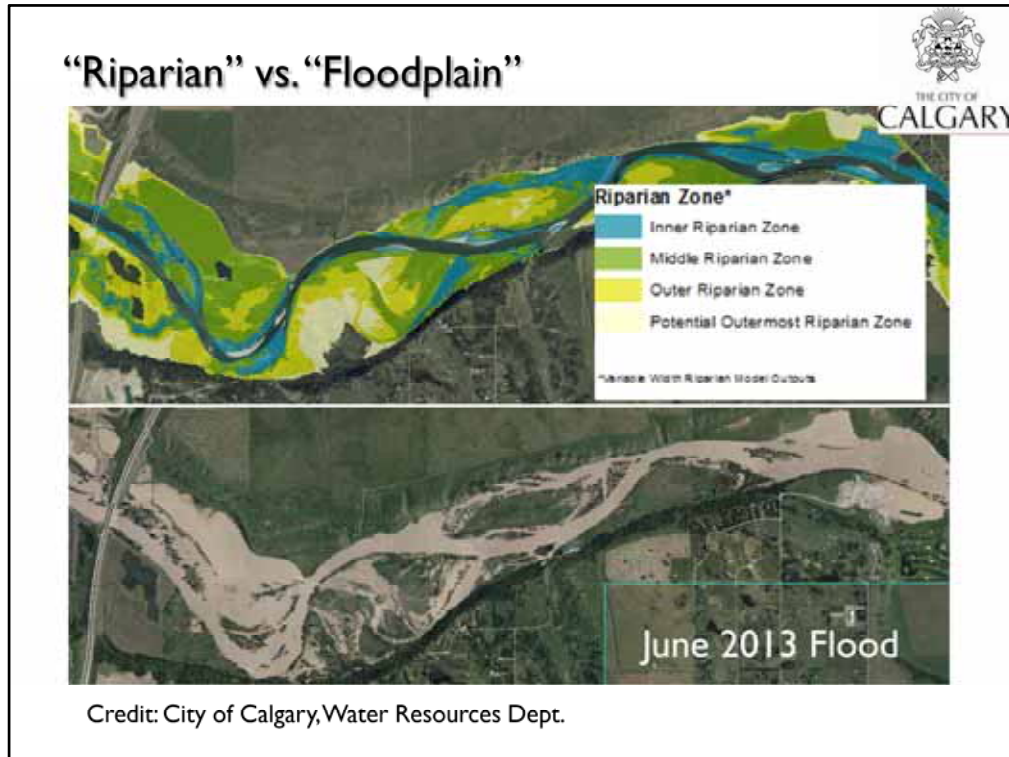 “Riparian” vs. “Floodplain”
THE CITY OF
CALGARY
Riparian Zone*
Inner Riparian Zone
Middle Riparian Zone
Outer Riparian Zone
Potential Outermost Riparian Zone
*Variable Width Riparian Model Outputs
June 2013 Flood
Credit: City of Calgary, Water Resources Dept.